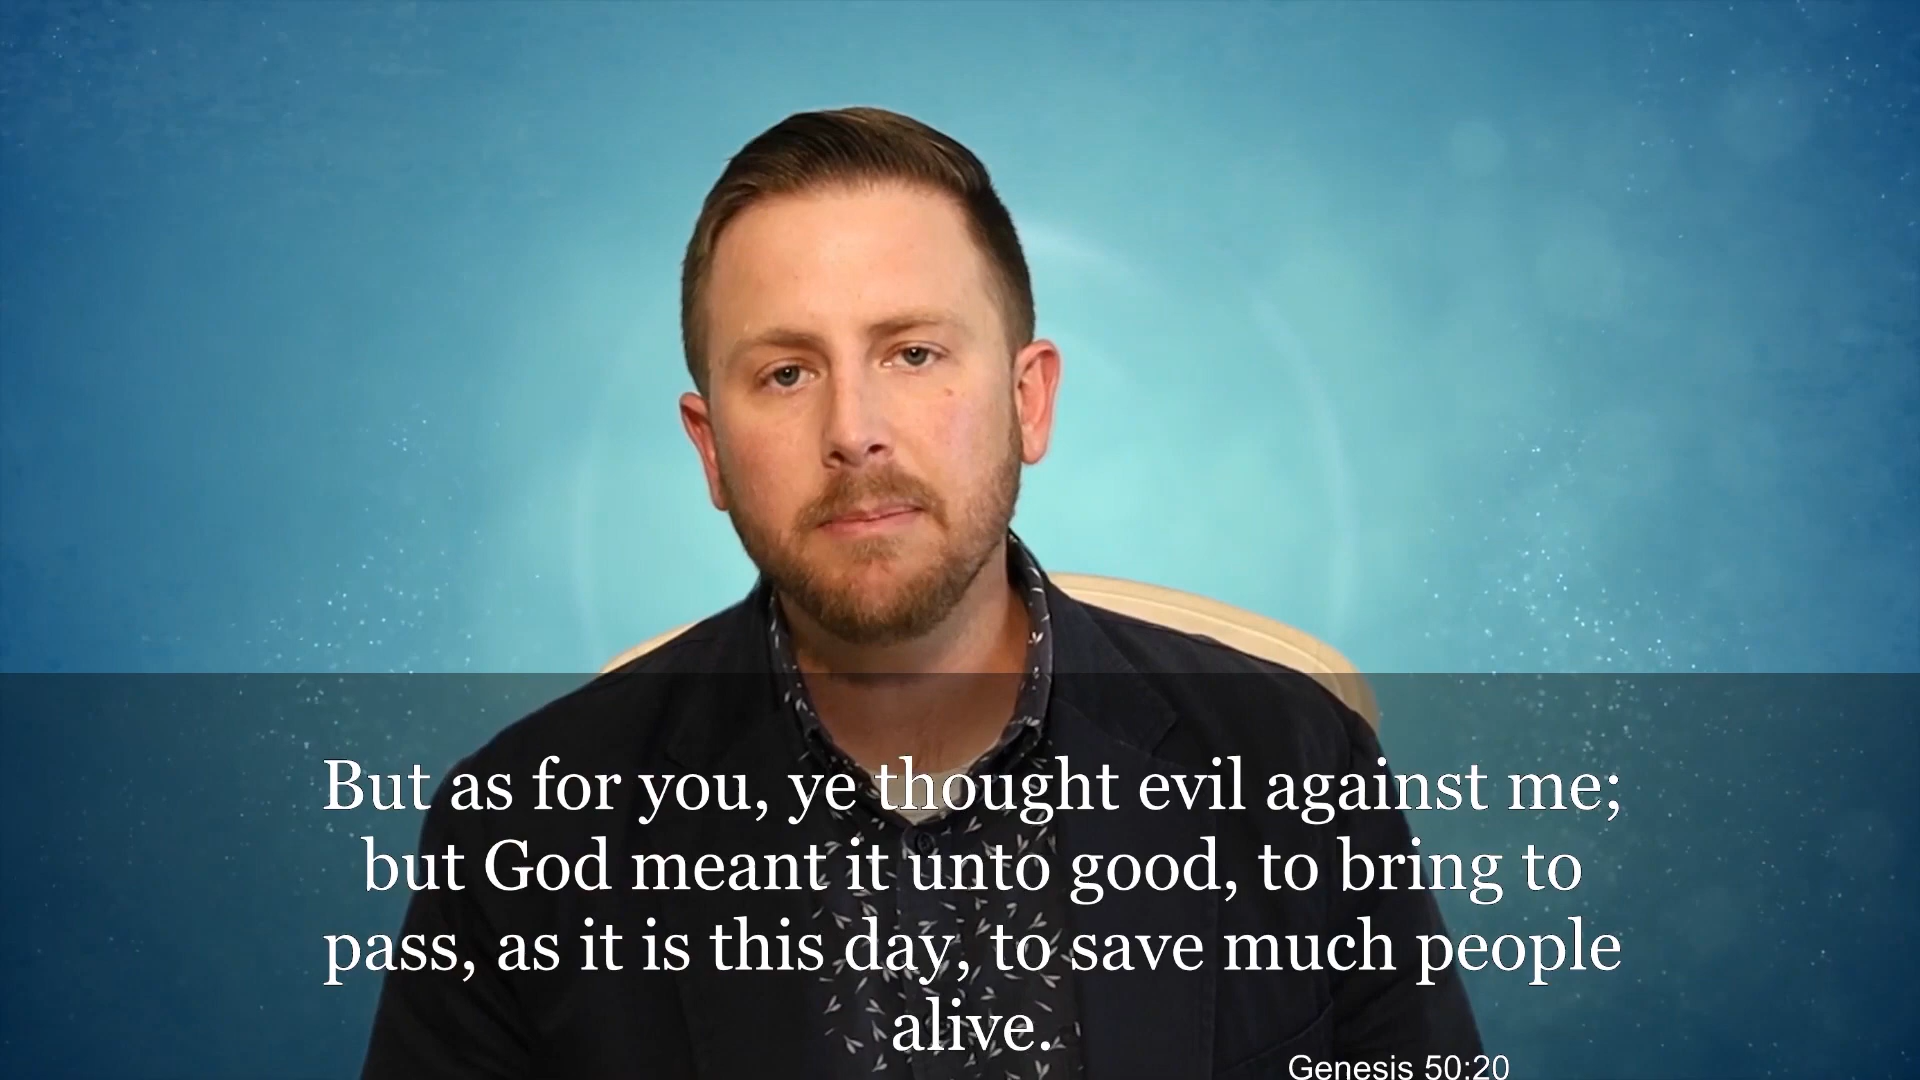 But as for you, ye thought evil against me;
but God meant it unto good, to bring to
pass, as it is this day, to save much people
alive.
Genesis 50:20